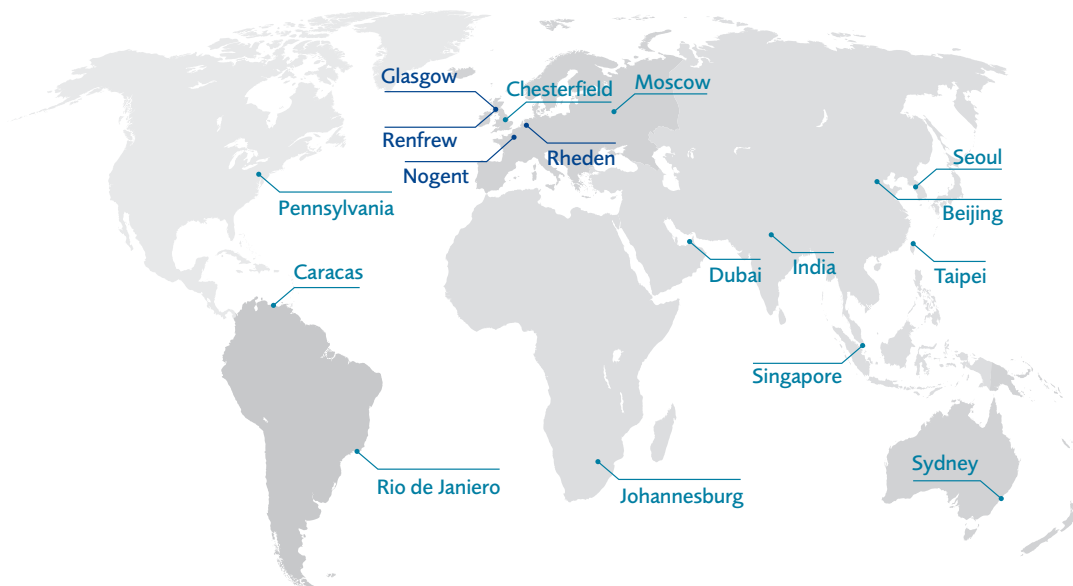 Glasgow
Chesterfield
Moscow
Renfrew
Rheden
Nogent
Seoul
Pennsylvania
Beijing
Caracas
Dubai
India
Taipei
Singapore
Sydney
Rio de Janiero
Johannesburg